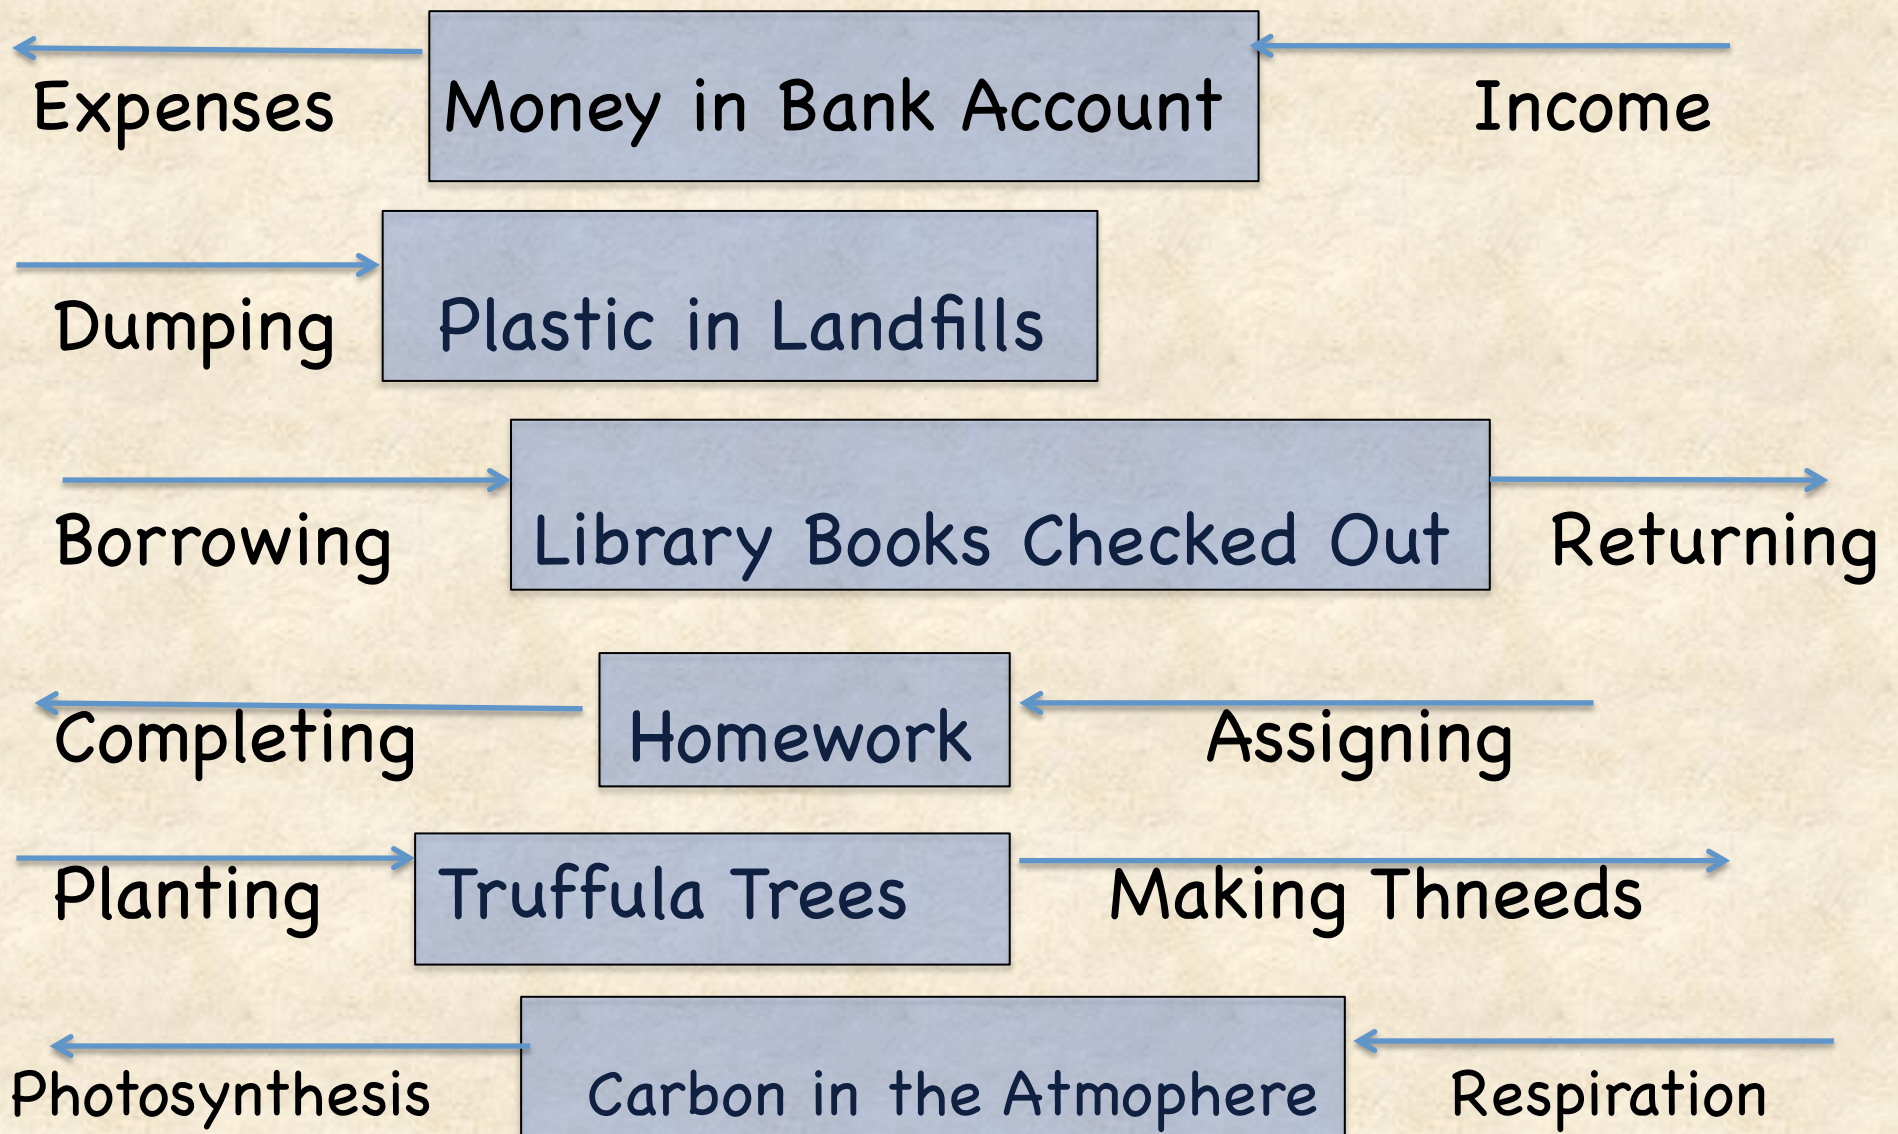 Expenses Money in Bank Account Income
Dumping Plastic in Landfills
Borrowing Library Books Checked Out Returning
Completing Homework Assigning
Planting Truffula Trees Making Thneeds
Photosynthesis Carbon in the Atmophere Respiration